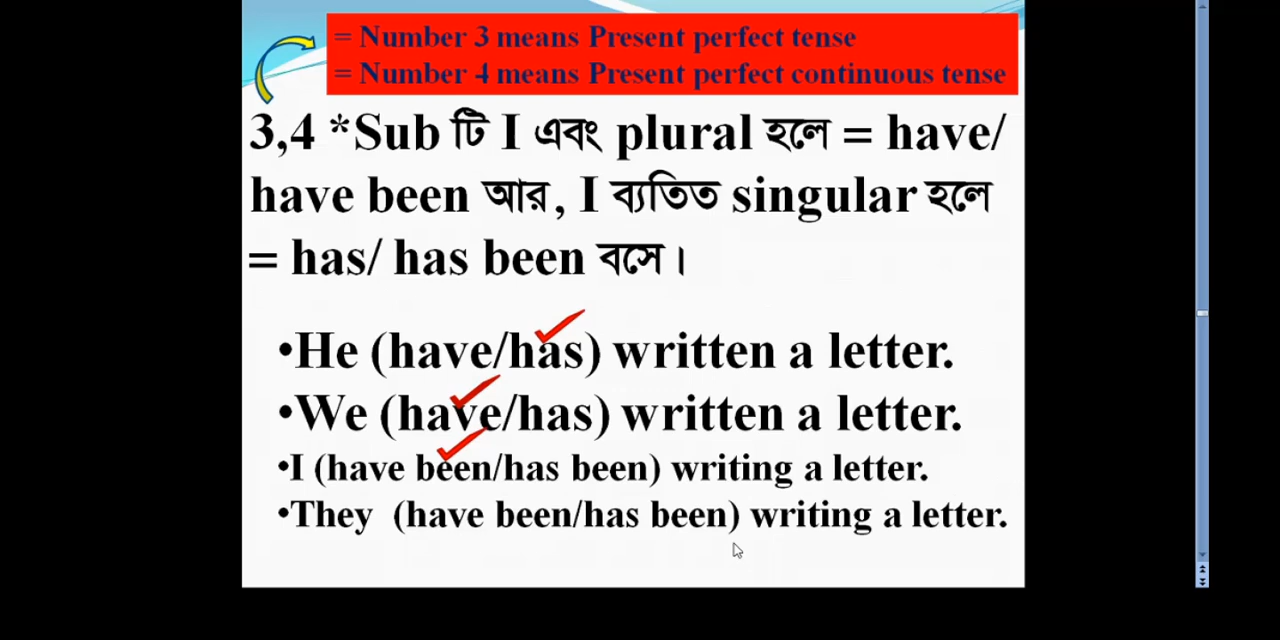 = Number 3 means Present perfect tense
= Number 4 means Present perfect continuous tense
3,4 *Sub টি I এবং plural হলে = have/
have been আর, I ব্যতিত singular হলে
= has/ has been বসে।
•He (have/has) written a letter.
•We (have/has) written a letter.
•I (have been/has been) writing a letter.
•They (have been/has been) writing a letter.